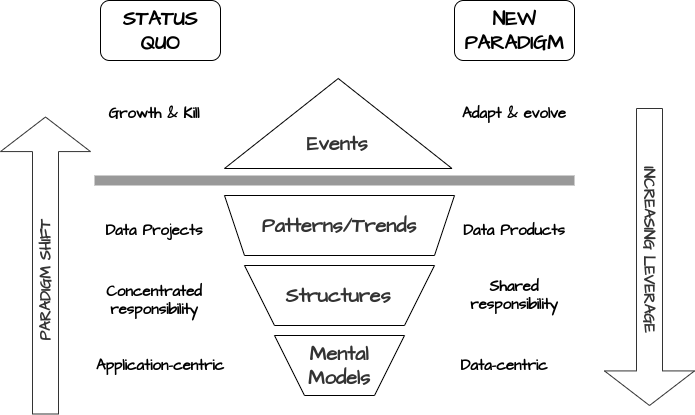 STATUS
QUO
NEW
PARADIGM
Growth & Kill
Events
Adapt & evolve
Data Projects
Patterns/Trends
Data Products
Concentrated
responsibility
Structures
Shared
responsibility
Application-centric
Mental
Models
Data-centric
PARADIGM SHIFT
INCREASING LEVERAGE